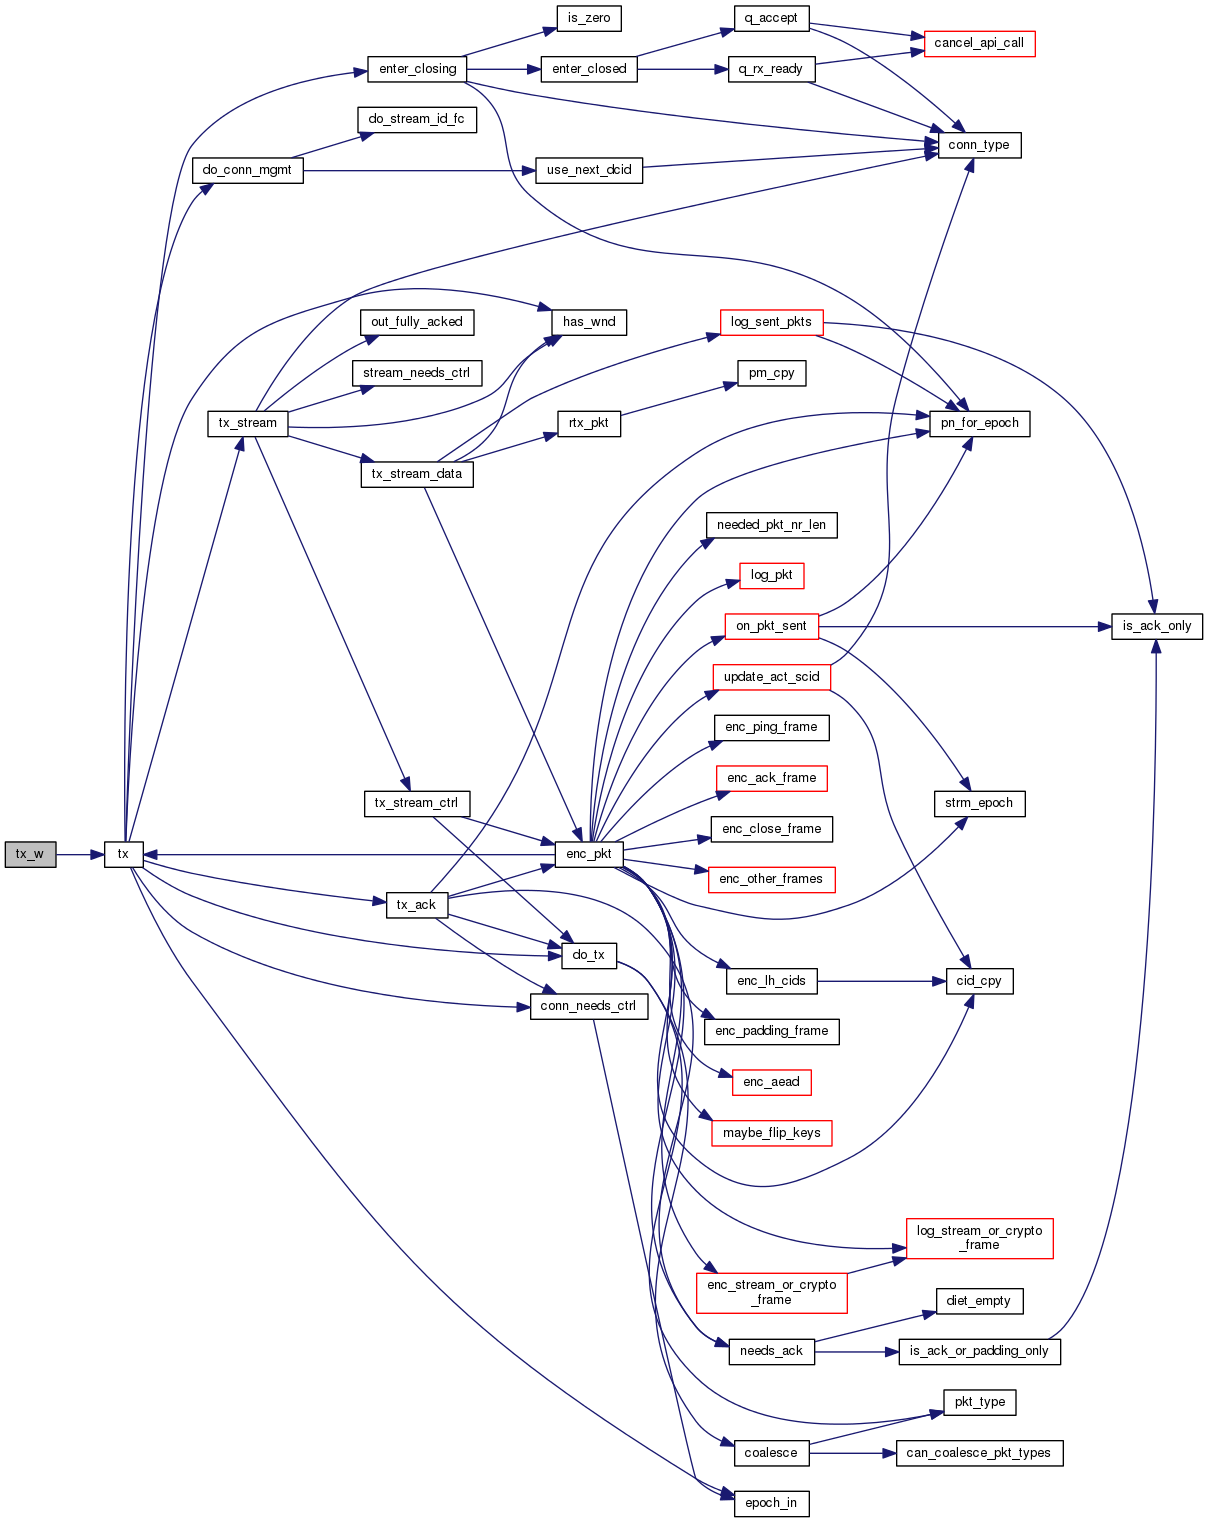 is_zero
q_accept
cancel_api_call
enter_closing
enter_closed
q_rx_ready
do_stream_id_fc
conn_type
do_conn_mgmt
use_next_dcid
out_fully_acked
has_wnd
log_sent_pkts
stream_needs_ctrl
pm_cpy
tx_stream
rtx_pkt
pn_for_epoch
tx_stream_data
needed_pkt_nr_len
log_pkt
on_pkt_sent
is_ack_only
update_act_scid
enc_ping_frame
enc_ack_frame
tx_stream_ctrl
strm_epoch
enc_close_frame
tx_w
tx
enc_pkt
enc_other_frames
tx_ack
do_tx
enc_lh_cids
cid_cpy
conn_needs_ctrl
enc_padding_frame
enc_aead
maybe_flip_keys
log_stream_or_crypto
_frame
enc_stream_or_crypto
_frame
diet_empty
needs_ack
is_ack_or_padding_only
pkt_type
coalesce
can_coalesce_pkt_types
epoch_in